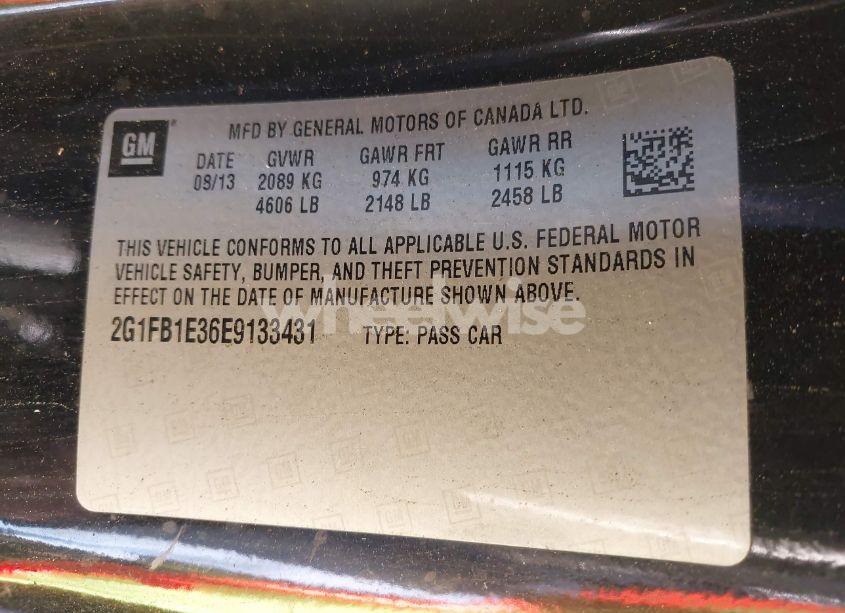 GM
MFD BY GENERAL MOTORS OF CANADA LTD.
DATE GVWR GAWR FRT GAWR RR
09/13 2089 KG 974 KG 1115 KG
4606 LB 2148 LB 2458 LB
THIS VEHICLE CONFORMS TO ALL APPLICABLE U.S. FEDERAL MOTOR
VEHICLE SAFETY, BUMPER, AND THEFT PREVENTION STANDARDS IN
EFFECT ON THE DATE OF MANUFACTURE SHOWN ABOVE.
2G1FB1E36E9133431 TYPE: PASS CAR
wheelwise